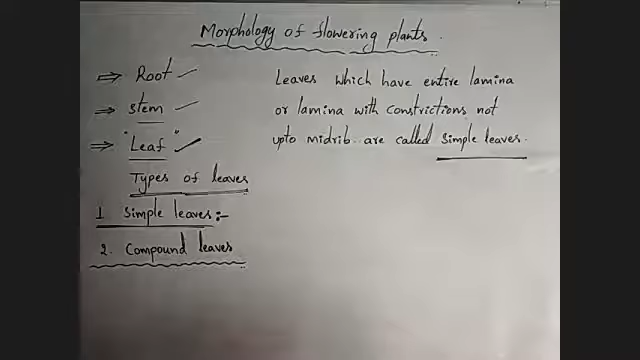 Morphology of flowering plants.
⇒ Root
⇒ Stem
⇒ "Leaf"
Types of leaves
1. Simple leaves:-
2. Compound leaves
Leaves which have entire lamina
or lamina with constrictions not
upto midrib. are called simple leaves.